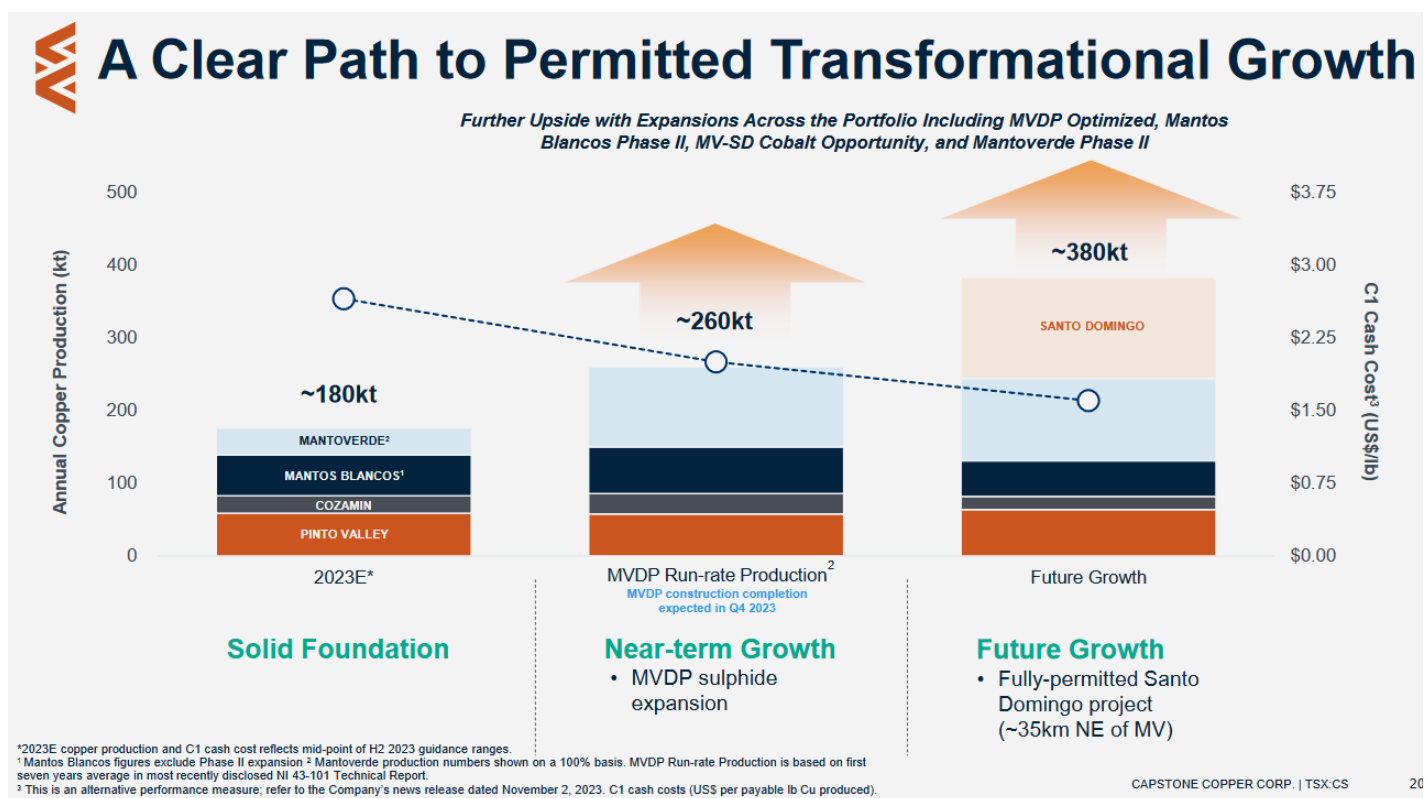 A Clear Path to Permitted Transformational Growth
Further Upside with Expansions Across the Portfolio Including MVDP Optimized, Mantos
Blancos Phase II, MV-SD Cobalt Opportunity, and Mantoverde Phase II
Annual Copper Production (kt)
500
400
300
200
100
0
~180kt
MANTOVERDE²
MANTOS BLANCOS¹
COZAMIN
PINTO VALLEY
~260kt
~380kt
SANTO DOMINGO
$3.75
$3.00
$2.25
$1.50
$0.75
$0.00
C1 Cash Cost³ (US$/lb)
2023E*
MVDP Run-rate Production²
MVDP construction completion
expected in Q4 2023
Future Growth
Solid Foundation
Near-term Growth
• MVDP sulphide
expansion
Future Growth
• Fully-permitted Santo
Domingo project
(~35km NE of MV)
*2023E copper production and C1 cash cost reflects mid-point of H2 2023 guidance ranges.
¹ Mantos Blancos figures exclude Phase II expansion ² Mantoverde production numbers shown on a 100% basis. MVDP Run-rate Production is based on first
seven years average in most recently disclosed NI 43-101 Technical Report.
³ This is an alternative performance measure; refer to the Company's news release dated November 2, 2023. C1 cash costs (US$ per payable lb Cu produced).
CAPSTONE COPPER CORP. | TSX:CS
20